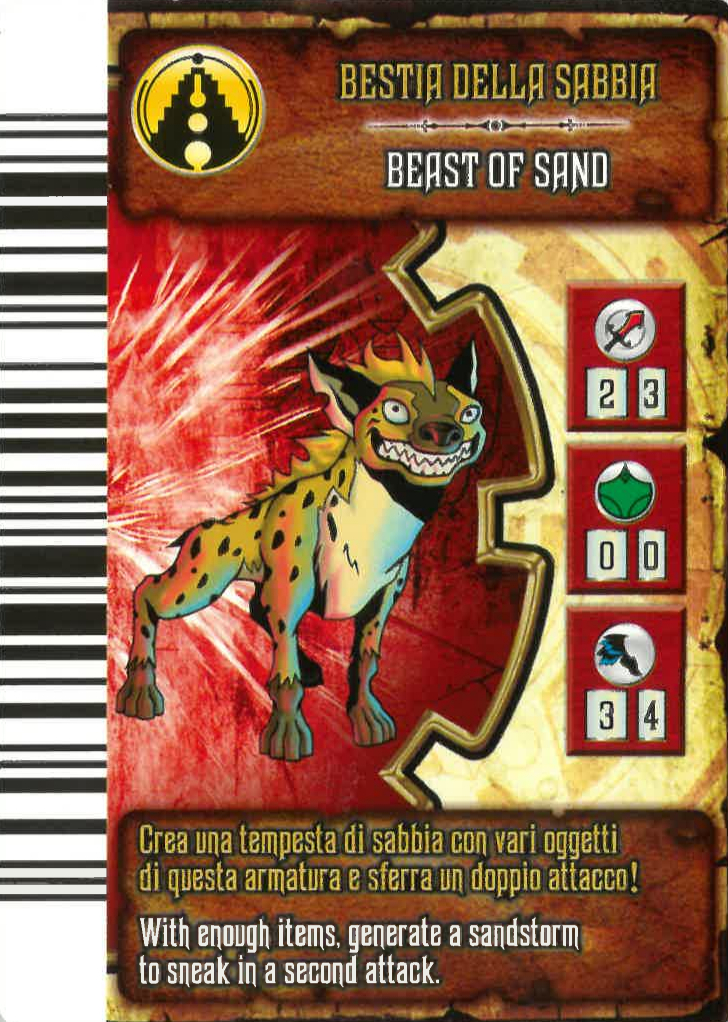 BESTIA DELLA SABBIA
BEAST OF SAND
2 3
0 0
3 4
Crea una tempesta di sabbia con vari oggetti
di questa armatura e sferra un doppio attacco!
With enough items, generate a sandstorm
to sneak in a second attack.